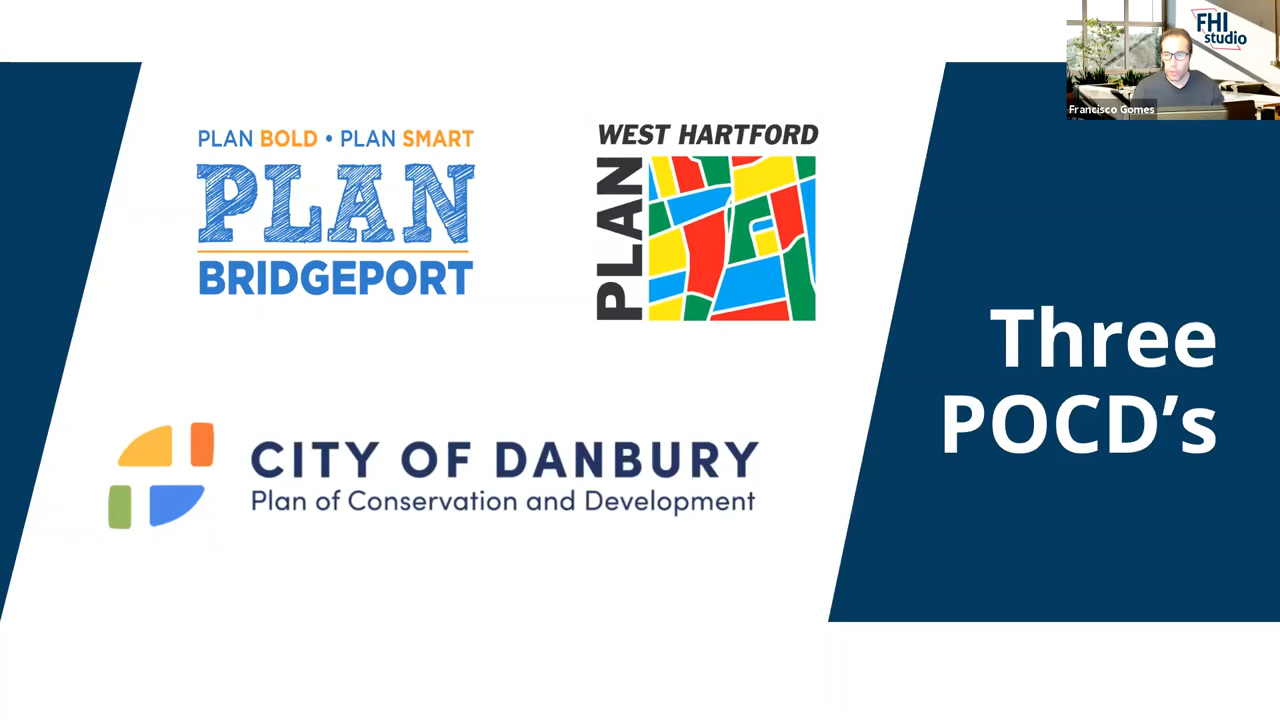 FHI
studio
Francisco Gomes
PLAN BOLD • PLAN SMART
PLAN
BRIDGEPORT
WEST HARTFORD
PLAN
Three
POCD’s
CITY OF DANBURY
Plan of Conservation and Development